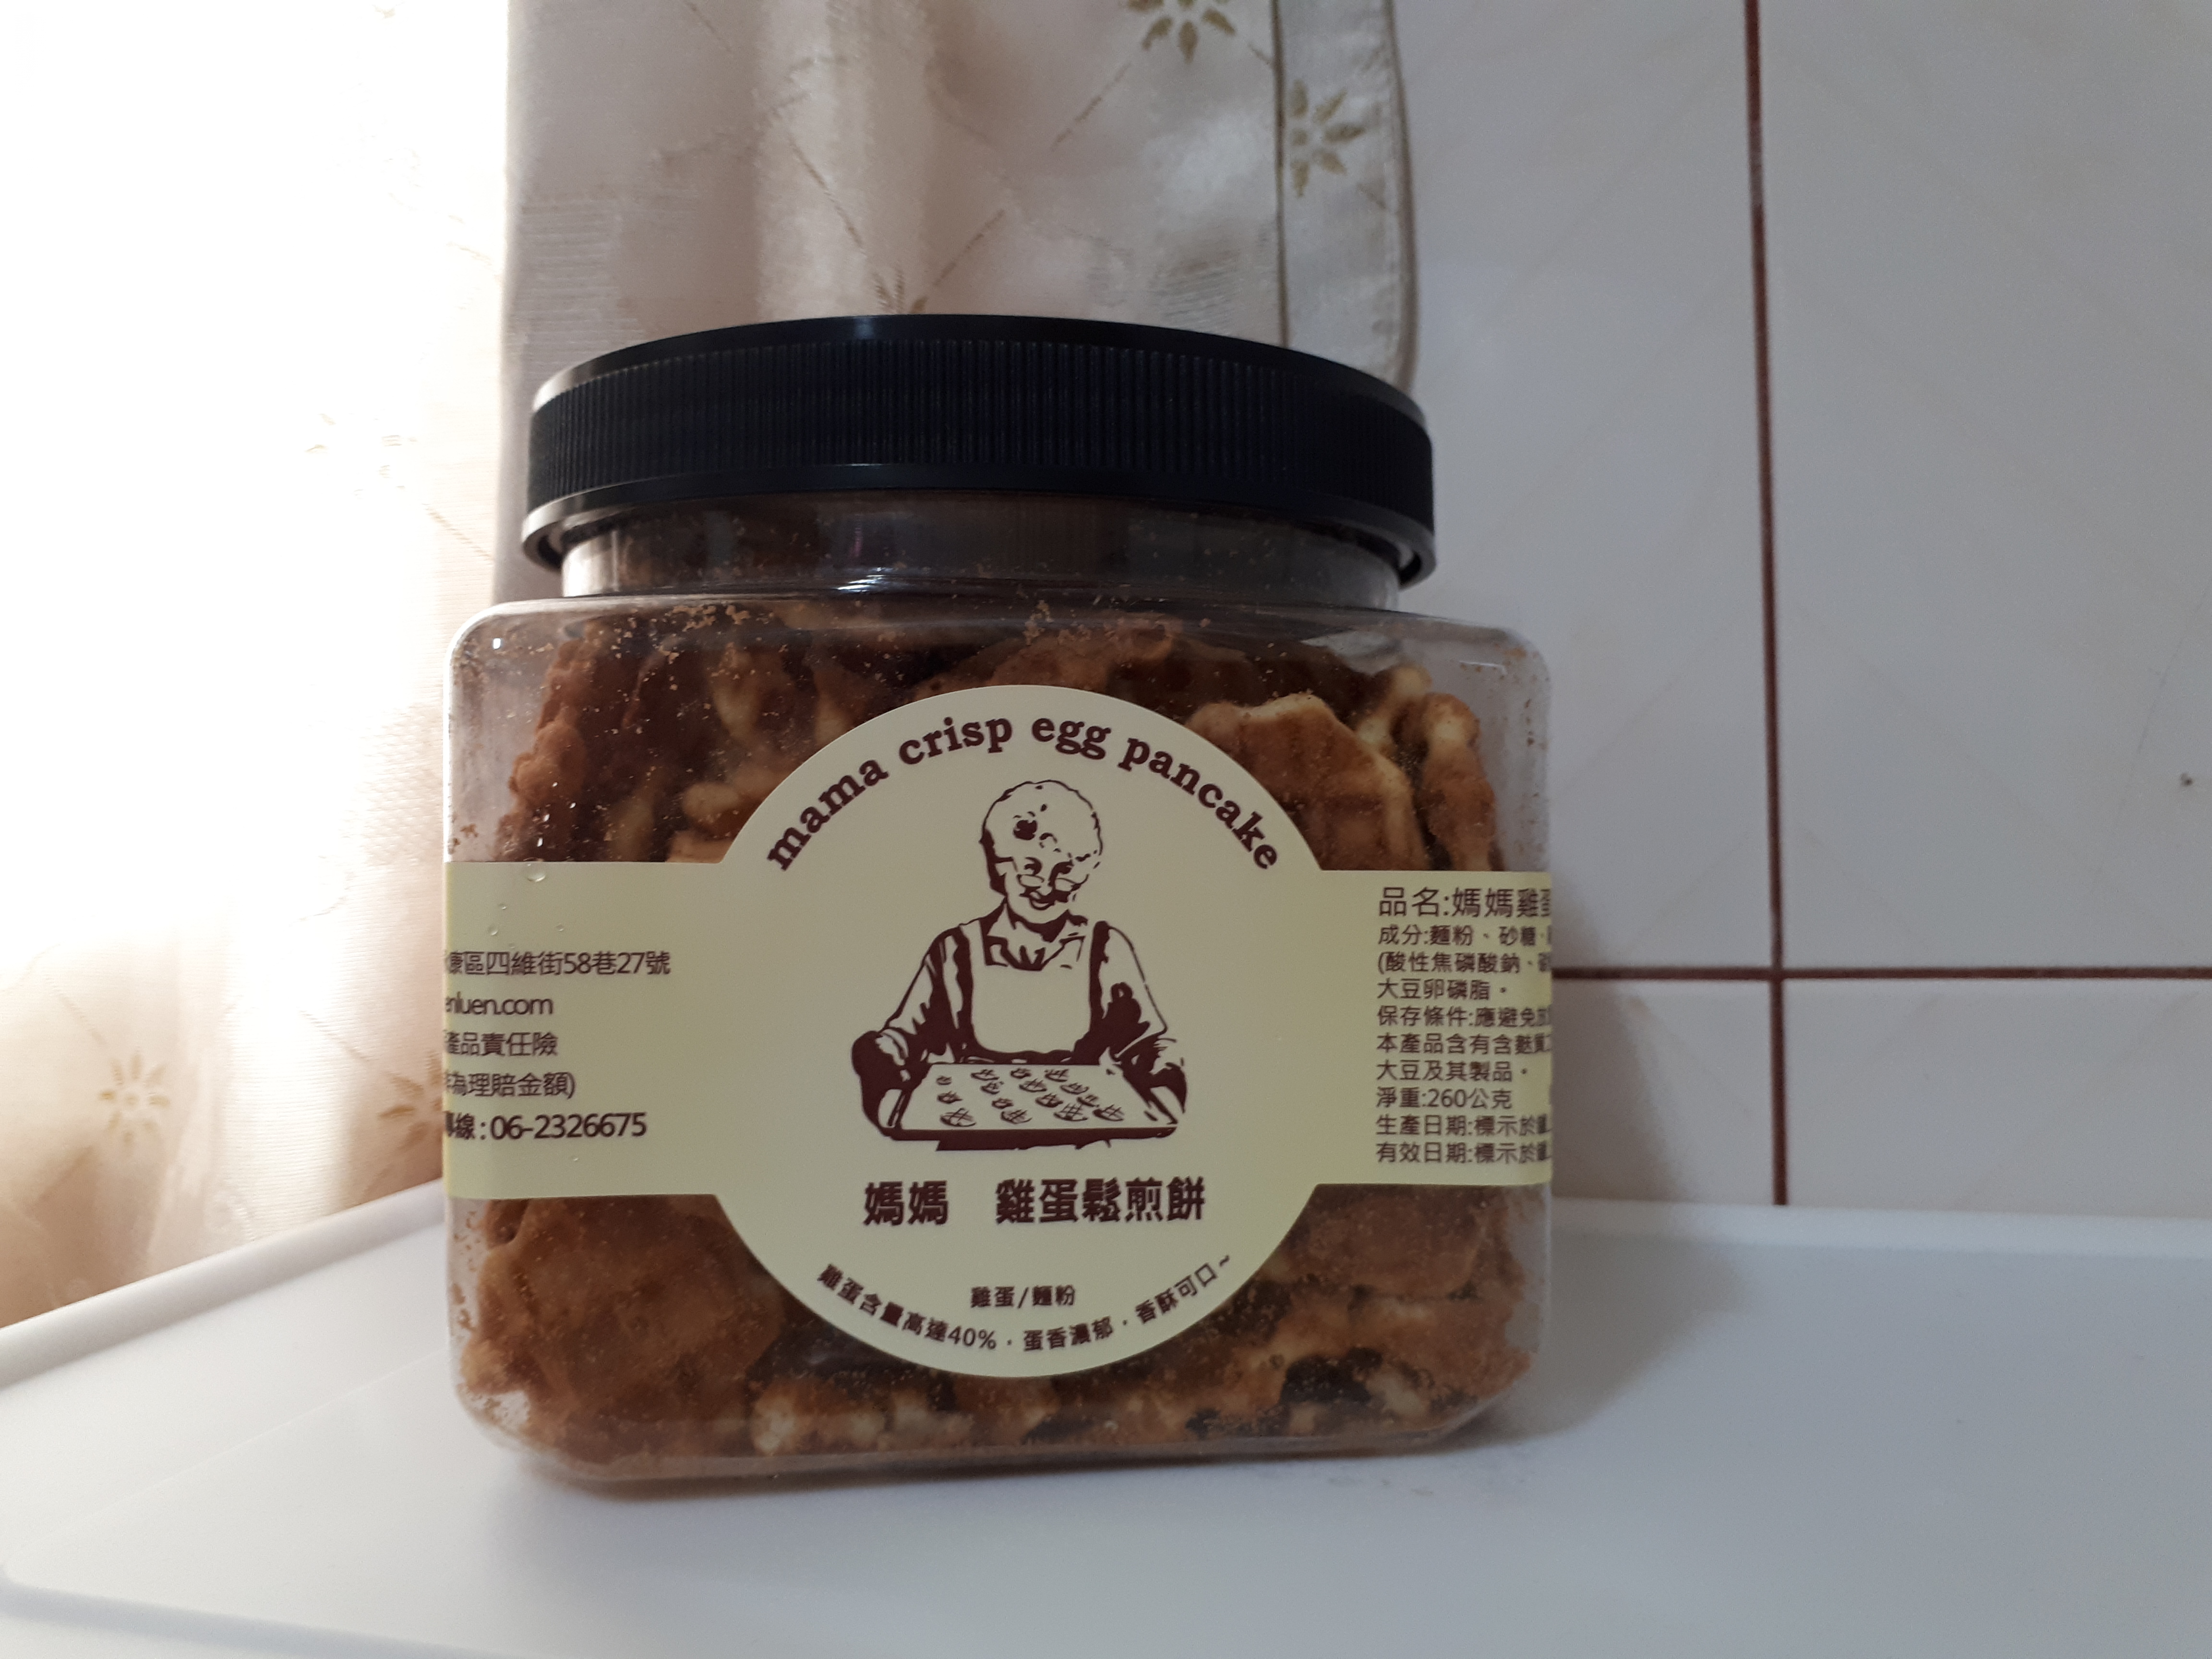 mama crisp egg pancake
媽媽 雞蛋鬆煎餅
雞蛋/麵粉
雞蛋含量高達40%．蛋香濃郁．香酥可口~
康區四維街58巷27號
enluen.com
產品責任險
為理賠金額)
線:06-2326675
品名:媽媽雞蛋
成分:麵粉、砂糖、
(酸性焦磷酸鈉、
大豆卵磷脂。
保存條件:應避免
本產品含有含麩質
大豆及其製品。
淨重:260公克
生產日期:標示於
有效日期:標示於